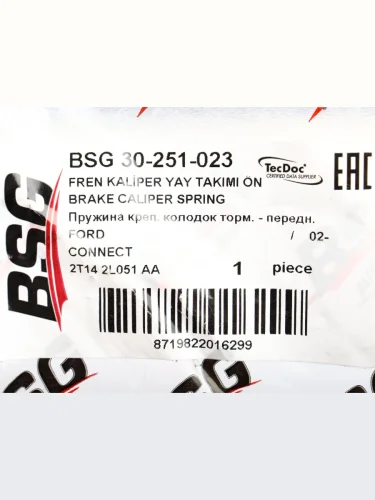 BSG
BSG 30-251-023
TecDoc
CERTIFIED DATA SUPPLIER
EAC
FREN KALİPER YAY TAKIMI ÖN
BRAKE CALIPER SPRING
Пружина креп. колодок торм. - передн.
FORD / 02-
CONNECT
2T14 2L051 AA 1 piece
8719822016299
BSG